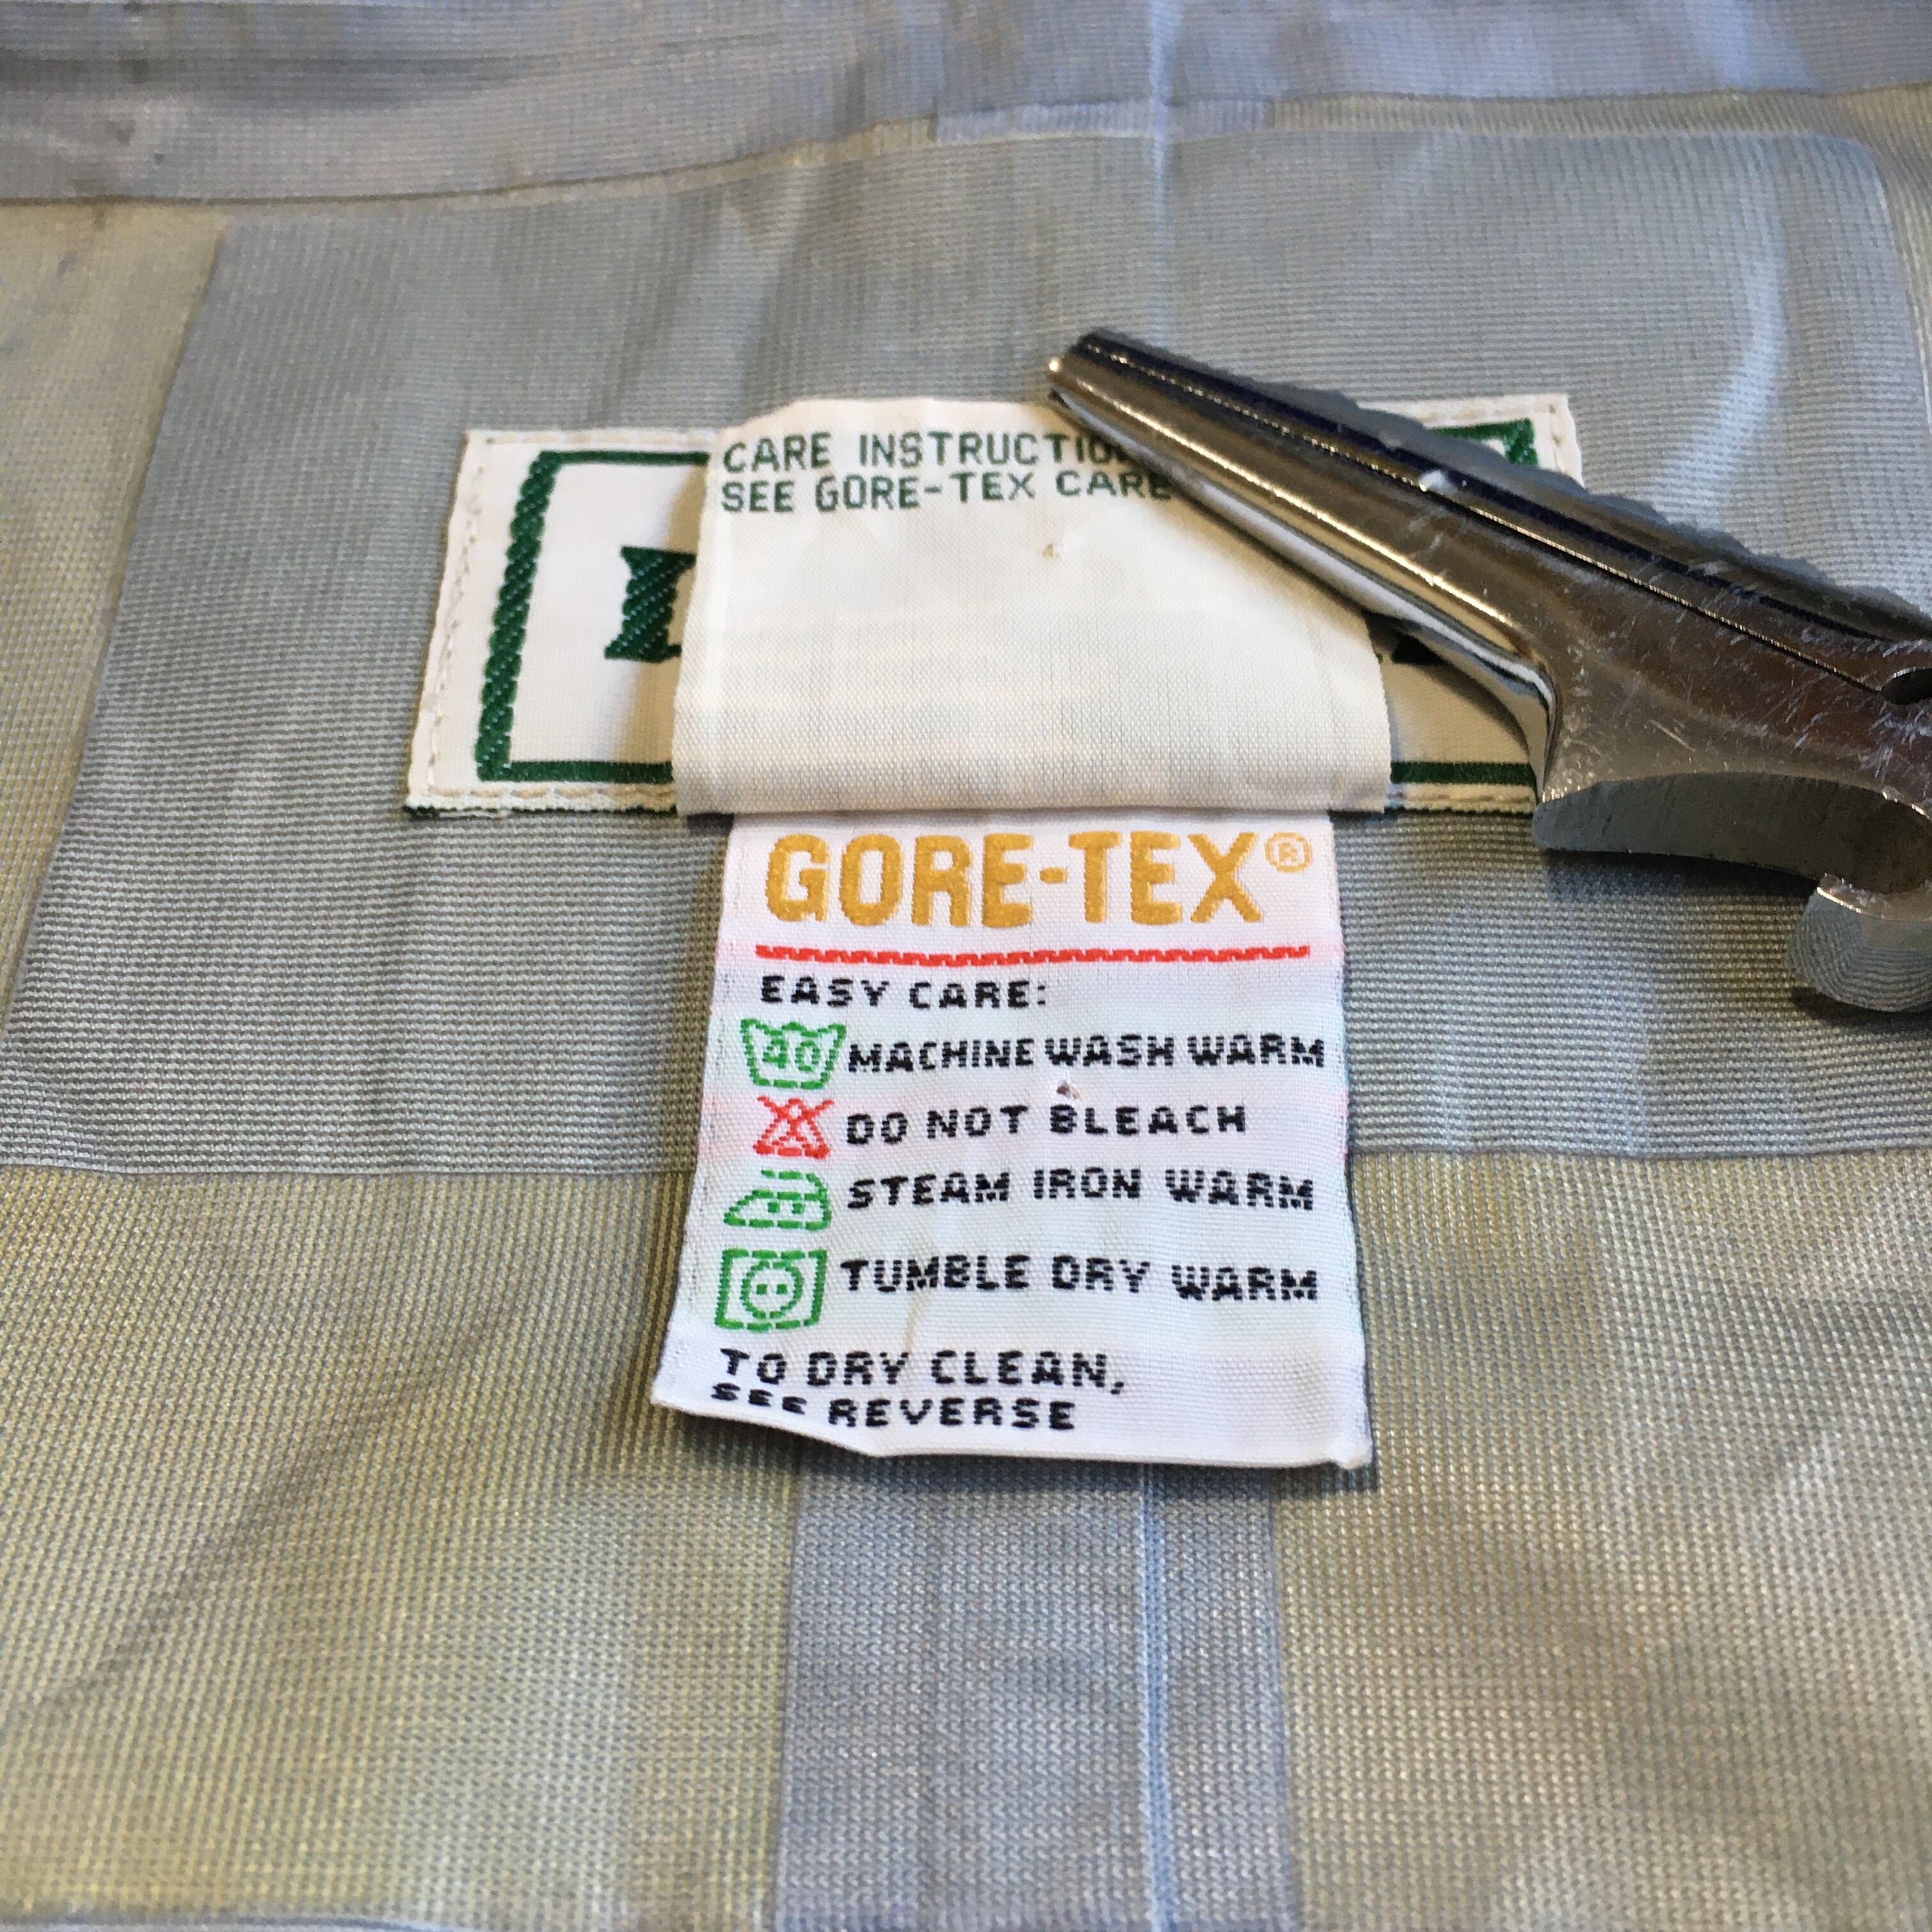 CARE
SEE GORE-TEX CARE
GORE-TEX®
EASY CARE:
40 MACHINE WASH WARM
DO NOT BLEACH
STEAM IRON WARM
TUMBLE DRY WARM
TO DRY CLEAN,
SEE REVERSE